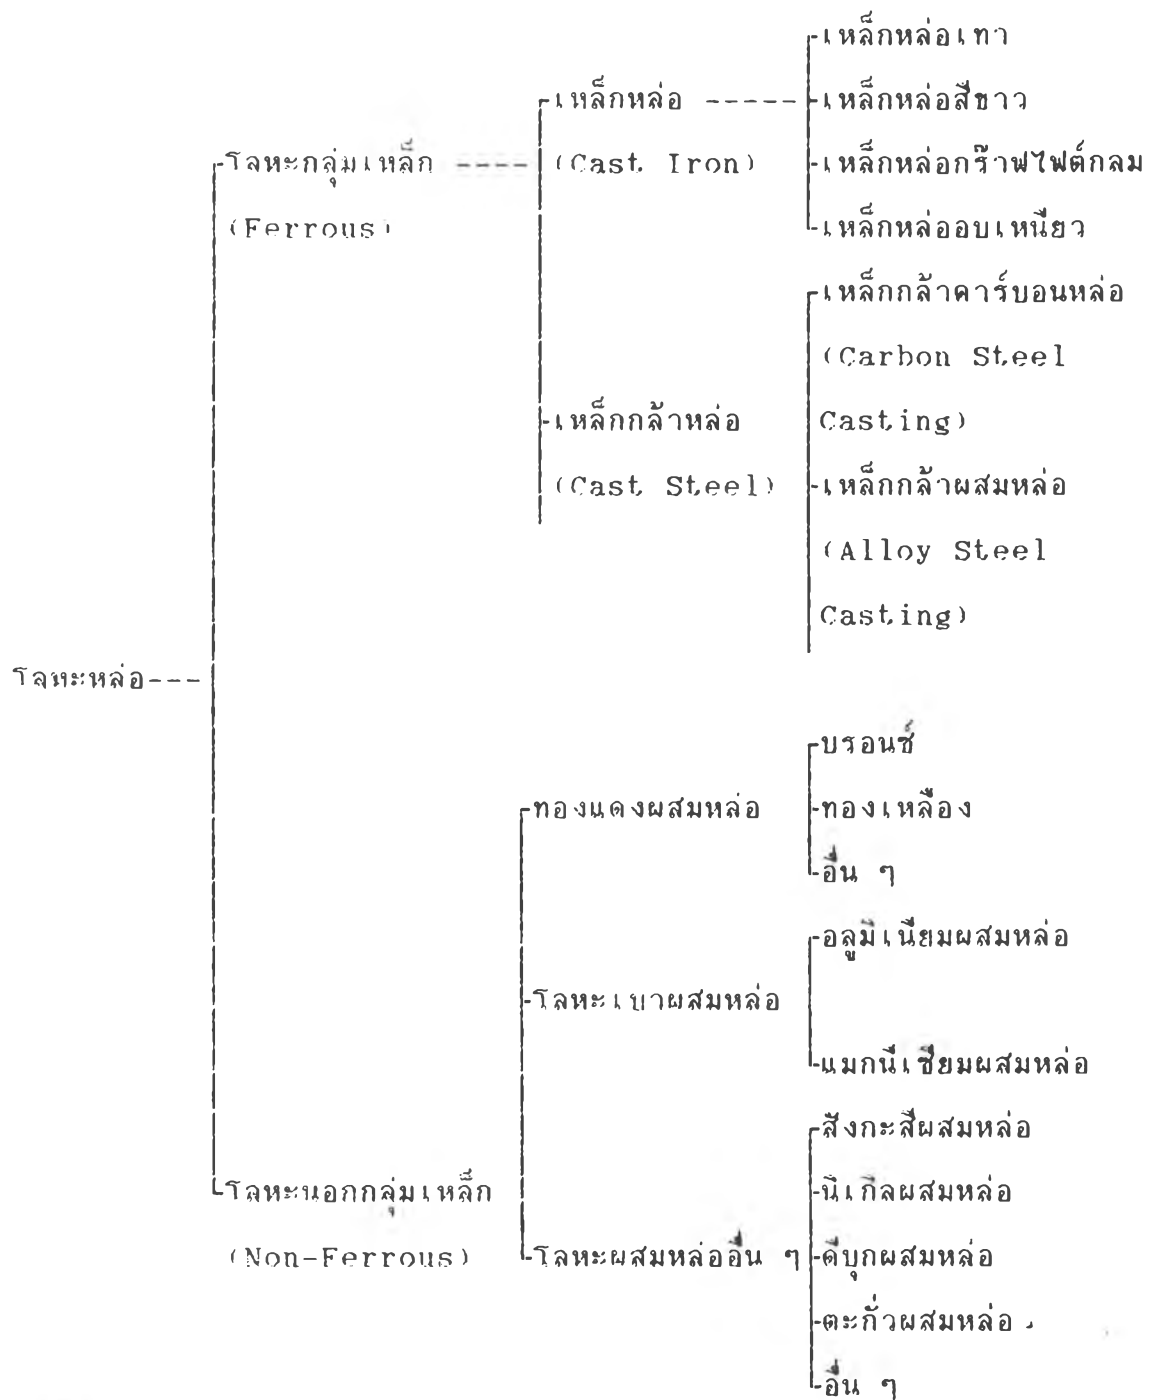 เหล็กหล่อเทา
เหล็กหล่อ ----- เหล็กหล่อสีขาว
โลหะกลุ่มเหล็ก ---- (Cast Iron) เหล็กหล่อกร๊าฟไฟต์กลม
(Ferrous) เหล็กหล่ออบเหนียว
เหล็กกล้าคาร์บอนหล่อ
(Carbon Steel
เหล็กกล้าหล่อ Casting)
(Cast Steel) เหล็กกล้าผสมหล่อ
(Alloy Steel
Casting)
โลหะหล่อ---
บรอนซ์
ทองแดงผสมหล่อ ทองเหลือง
อื่น ๆ
อลูมิเนียมผสมหล่อ
โลหะเบาผสมหล่อ
แมกนีเซียมผสมหล่อ
สังกะสีผสมหล่อ
โลหะนอกกลุ่มเหล็ก นิเกิลผสมหล่อ
(Non-Ferrous) โลหะผสมหล่ออื่น ๆ ดีบุกผสมหล่อ
ตะกั่วผสมหล่อ
อื่น ๆ